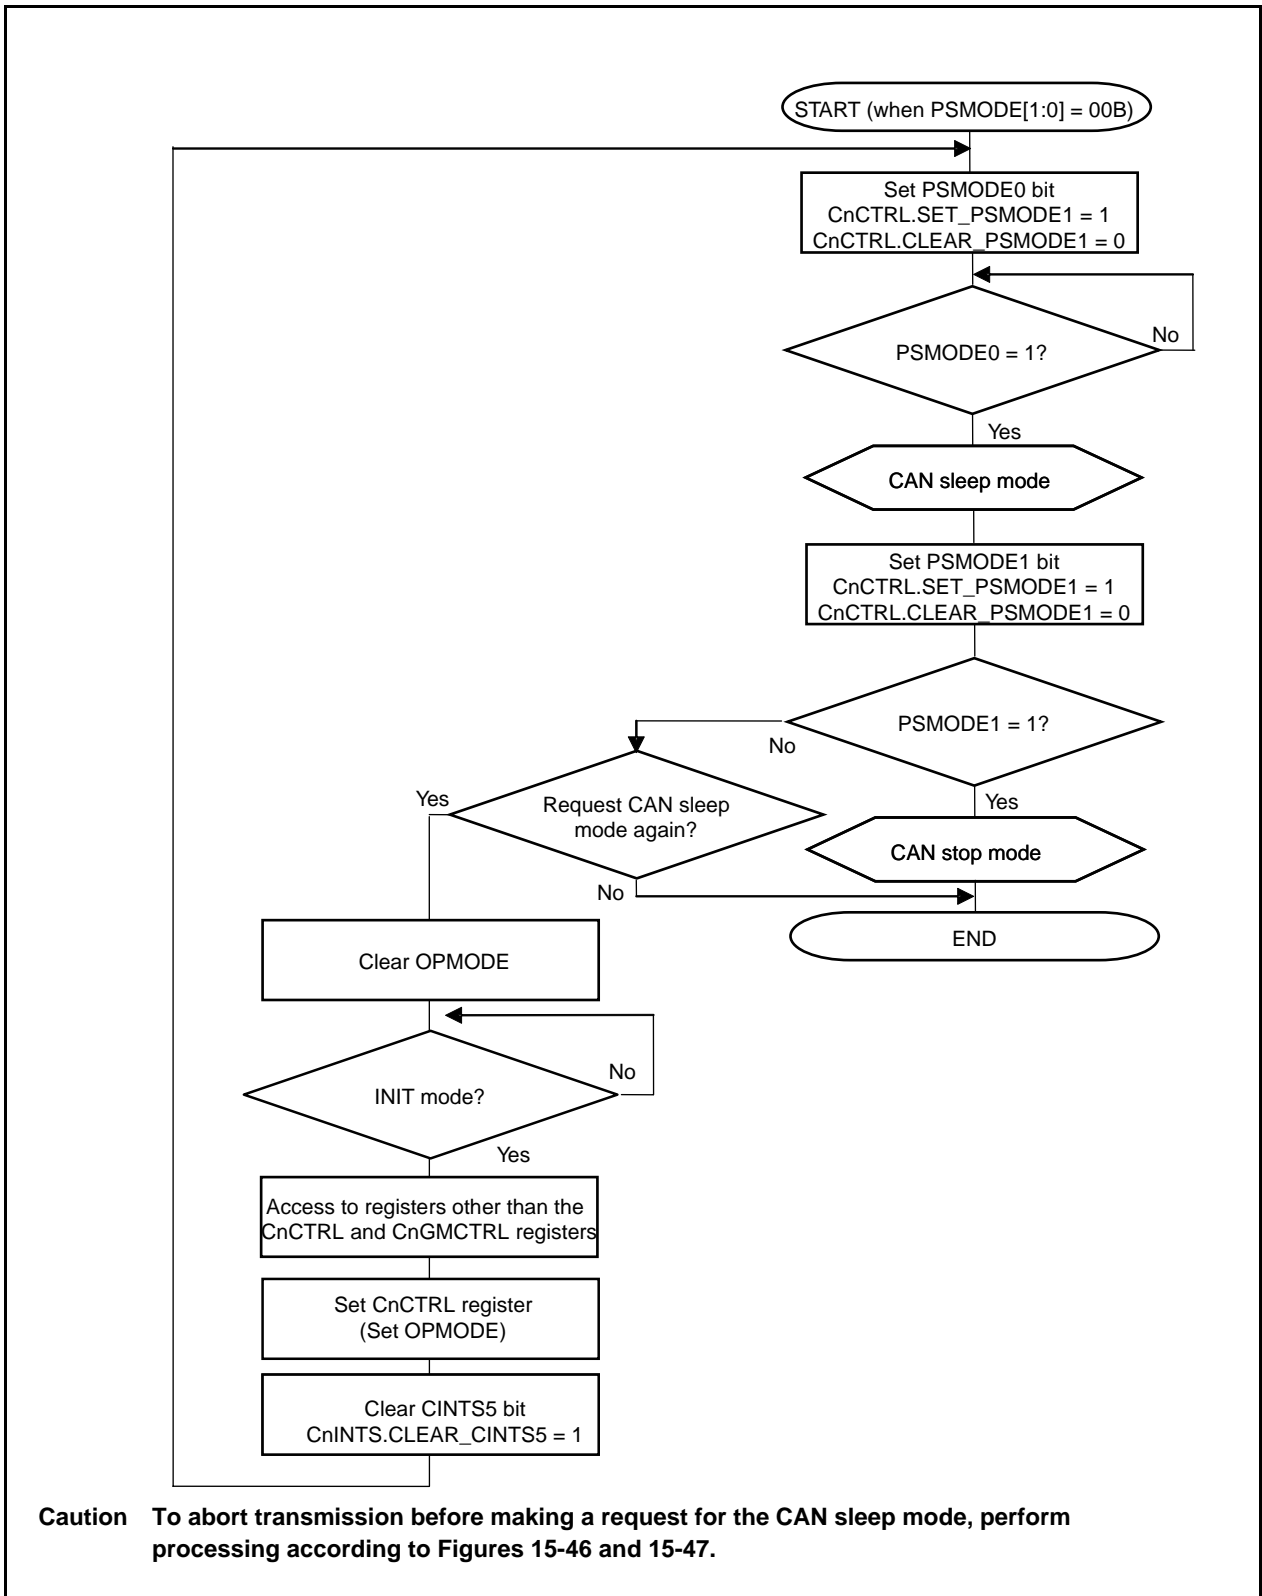 START (when PSMODE[1:0] = 00B)
Set PSMODE0 bit
CnCTRL.SET_PSMODE1 = 1
CnCTRL.CLEAR_PSMODE1 = 0
No
PSMODE0 = 1?
Yes
CAN sleep mode
Set PSMODE1 bit
CnCTRL.SET_PSMODE1 = 1
CnCTRL.CLEAR_PSMODE1 = 0
PSMODE1 = 1?
No
Yes
Yes
Request CAN sleep
mode again?
CAN stop mode
No
END
Clear OPMODE
No
INIT mode?
Yes
Access to registers other than the
CnCTRL and CnGMCTRL registers
Set CnCTRL register
(Set OPMODE)
Clear CINTS5 bit
CnINTS.CLEAR_CINTS5 = 1
Caution To abort transmission before making a request for the CAN sleep mode, perform
processing according to Figures 15-46 and 15-47.